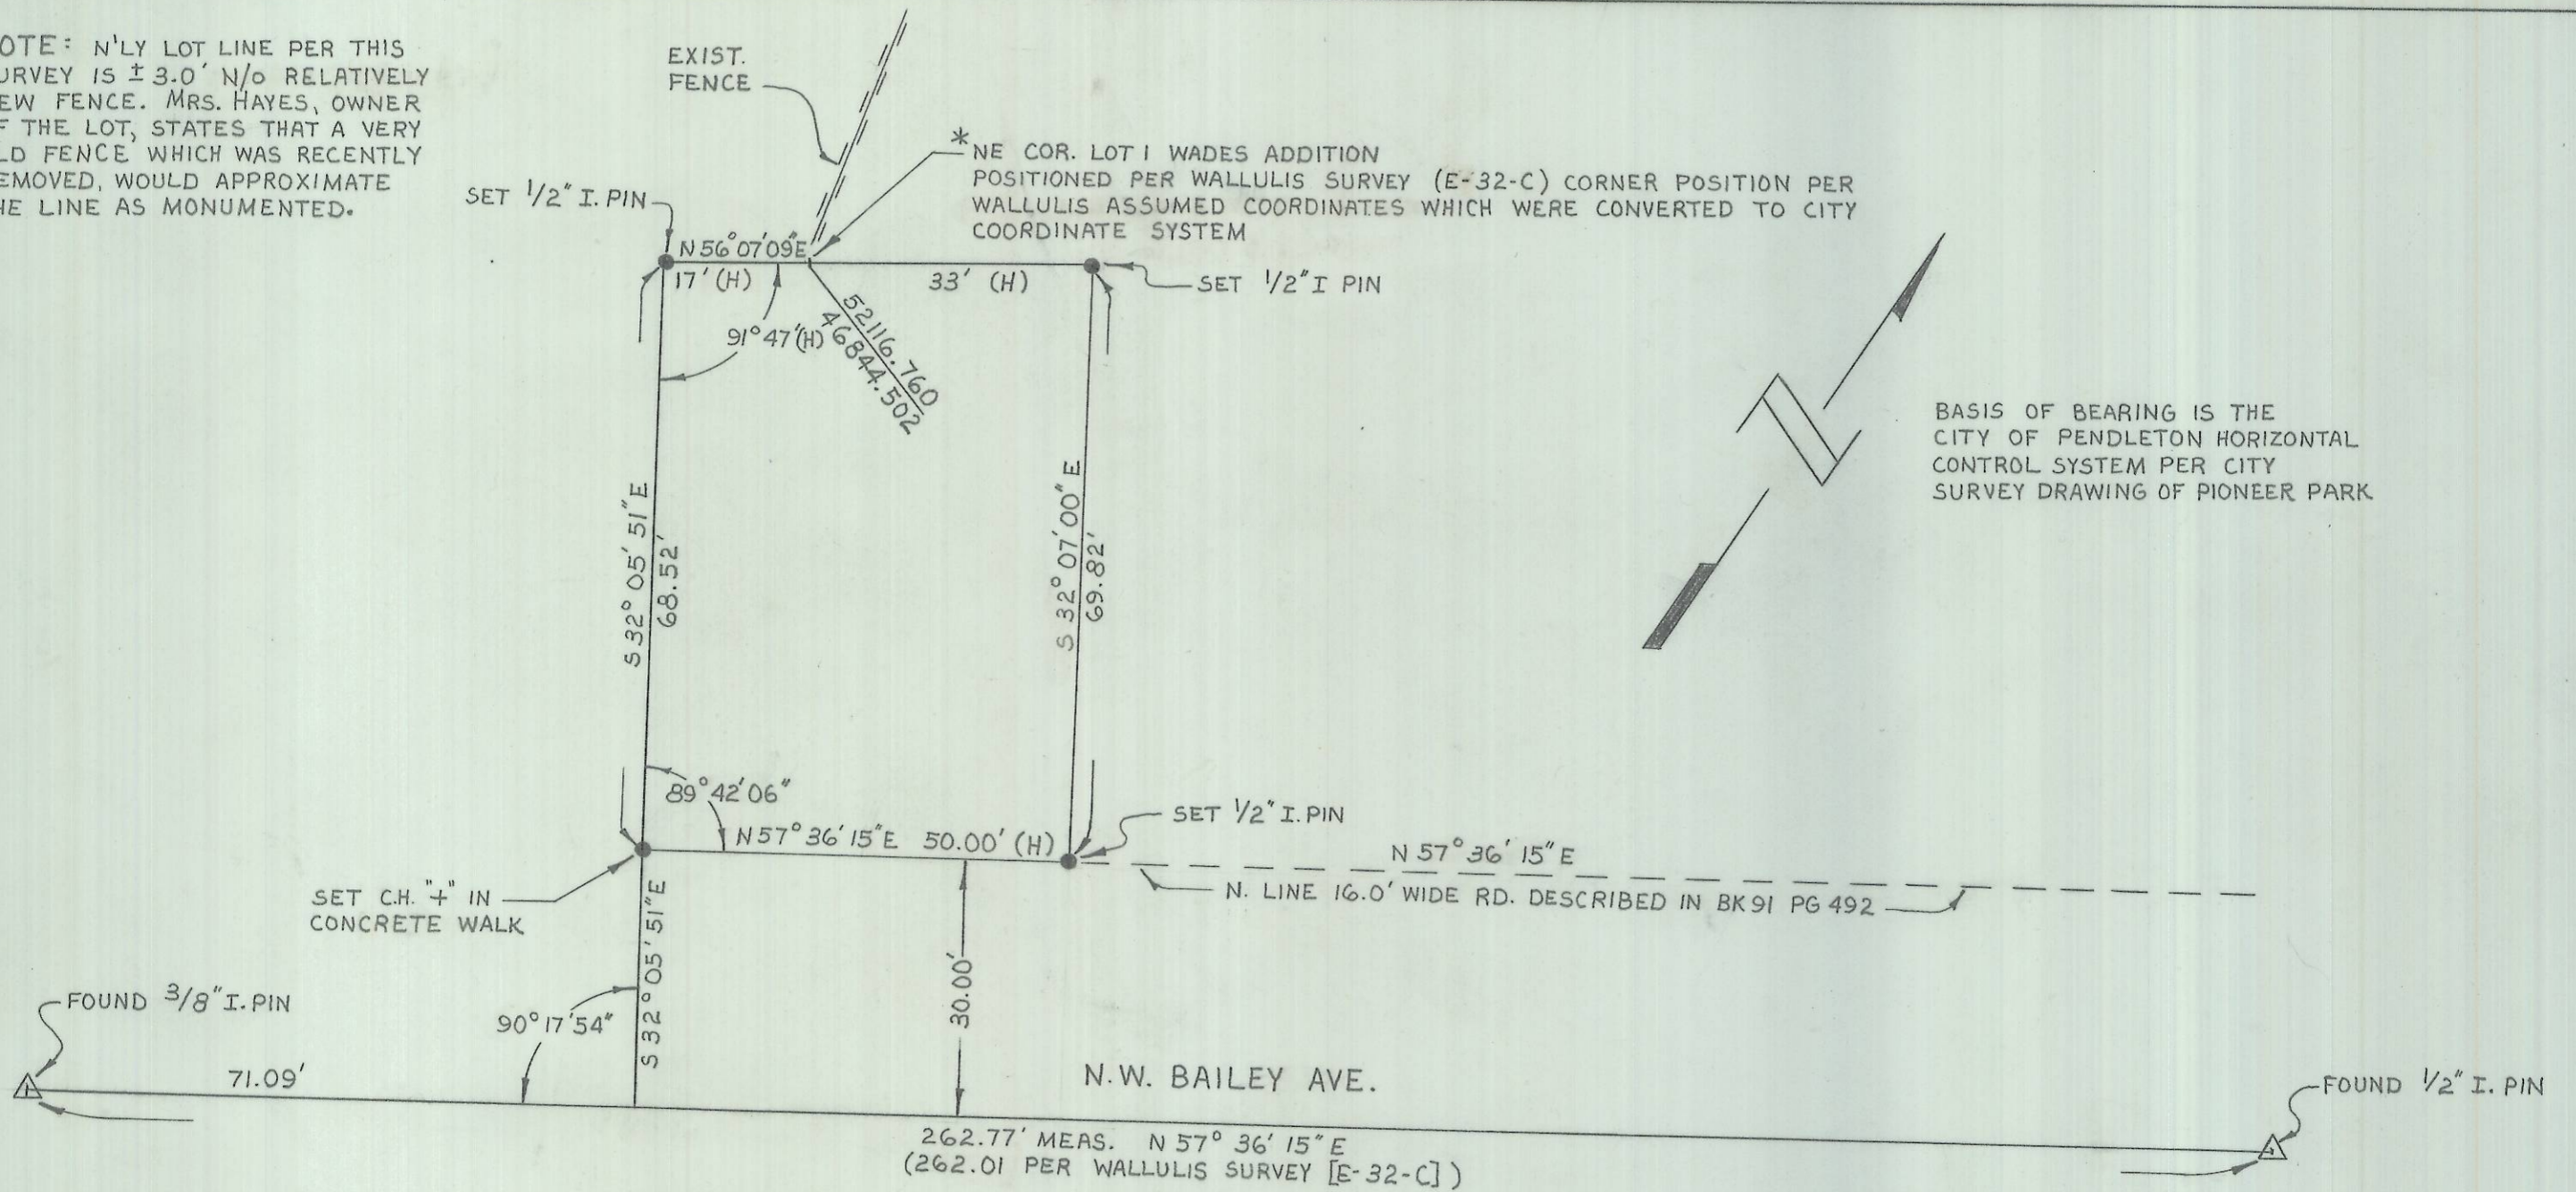 OTE: N'LY LOT LINE PER THIS
URVEY IS ± 3.0' N/O RELATIVELY
EW FENCE. MRS. HAYES, OWNER
F THE LOT, STATES THAT A VERY
LD FENCE WHICH WAS RECENTLY
EMOVED, WOULD APPROXIMATE
HE LINE AS MONUMENTED.
EXIST.
FENCE
*NE COR. LOT 1 WADES ADDITION
POSITIONED PER WALLULIS SURVEY (E-32-C) CORNER POSITION PER
WALLULIS ASSUMED COORDINATES WHICH WERE CONVERTED TO CITY
COORDINATE SYSTEM
SET 1/2" I. PIN
N 56° 07' 09" E
17' (H)
33' (H)
SET 1/2" I PIN
91° 47' (H)
52116.760
46844.502
N
BASIS OF BEARING IS THE
CITY OF PENDLETON HORIZONTAL
CONTROL SYSTEM PER CITY
SURVEY DRAWING OF PIONEER PARK
S 32° 05' 51" E
68.52'
S 32° 07' 00" E
69.82'
89° 42' 06"
N 57° 36' 15" E 50.00' (H)
SET 1/2" I. PIN
N 57° 36' 15" E
N. LINE 16.0' WIDE RD. DESCRIBED IN BK 91 PG 492
SET C.H. "+" IN
CONCRETE WALK
S 32° 05' 51" E
30.00'
FOUND 3/8" I. PIN
90° 17' 54"
71.09'
N.W. BAILEY AVE.
FOUND 1/2" I. PIN
262.77' MEAS. N 57° 36' 15" E
(262.01 PER WALLULIS SURVEY [E-32-C])